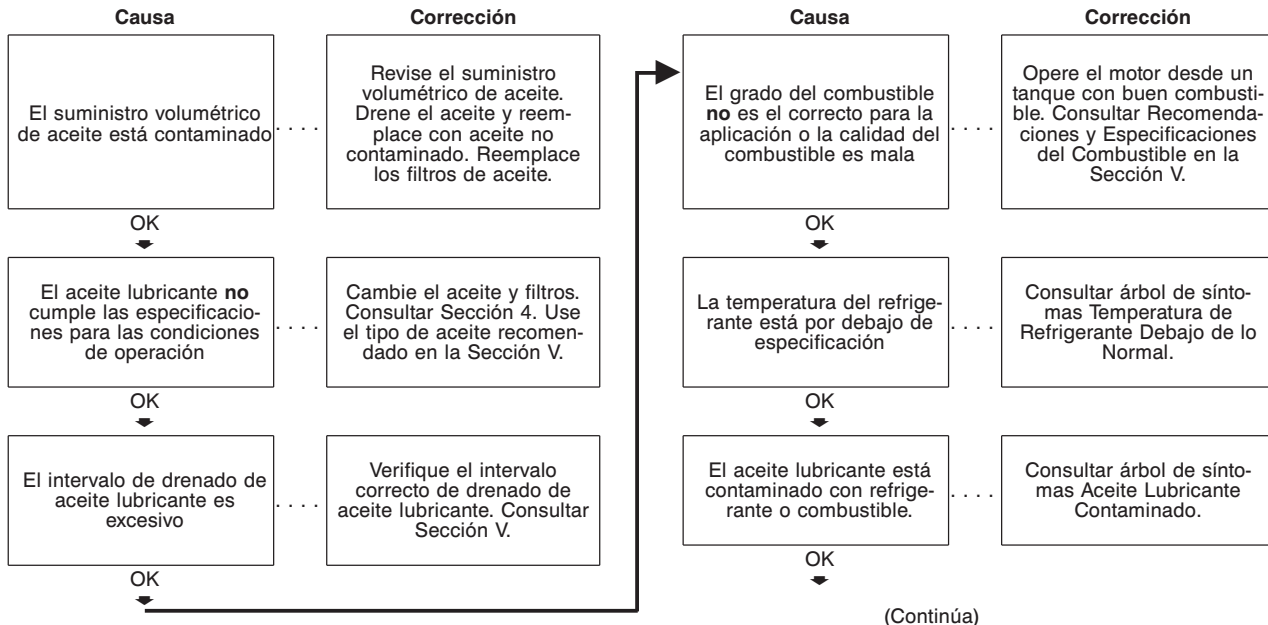 Causa
Corrección
El suministro volumétrico
de aceite está contaminado
. . . .
Revise el suministro
volumétrico de aceite.
Drene el aceite y reem-
place con aceite no
contaminado. Reemplace
los filtros de aceite.
OK
El aceite lubricante no
cumple las especificacio-
nes para las condiciones
de operación
Cambie el aceite y filtros.
Consultar Sección 4. Use
el tipo de aceite recomen-
dado en la Sección V.
OK
El intervalo de drenado de
aceite lubricante es
excesivo
. . . .
Verifique el intervalo
correcto de drenado de
aceite lubricante. Consultar
Sección V.
OK
Causa
Corrección
El grado del combustible
no es el correcto para la
aplicación o la calidad del
combustible es mala
. . . .
Opere el motor desde un
tanque con buen combusti-
ble. Consultar Recomenda-
ciones y Especificaciones
del Combustible en la
Sección V.
OK
La temperatura del refrige-
rante está por debajo de
especificación
Consultar árbol de sínto-
mas Temperatura de
Refrigerante Debajo de lo
Normal.
OK
El aceite lubricante está
contaminado con refrige-
rante o combustible.
. . . .
Consultar árbol de sínto-
mas Aceite Lubricante
Contaminado.
OK
(Continúa)